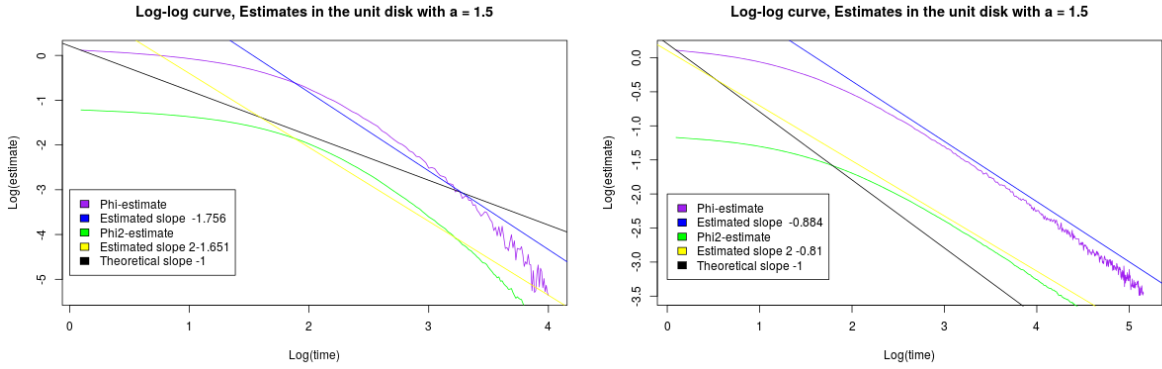 Log-log curve, Estimates in the unit disk with a = 1.5
Log(estimate)
0
-1
-2
-3
-4
-5
Phi-estimate
Estimated slope -1.756
Phi2-estimate
Estimated slope 2-1.651
Theoretical slope -1
0 1 2 3 4
Log(time)
Log-log curve, Estimates in the unit disk with a = 1.5
Log(estimate)
0.0
-0.5
-1.0
-1.5
-2.0
-2.5
-3.0
-3.5
Phi-estimate
Estimated slope -0.884
Phi2-estimate
Estimated slope 2 -0.81
Theoretical slope -1
0 1 2 3 4 5
Log(time)